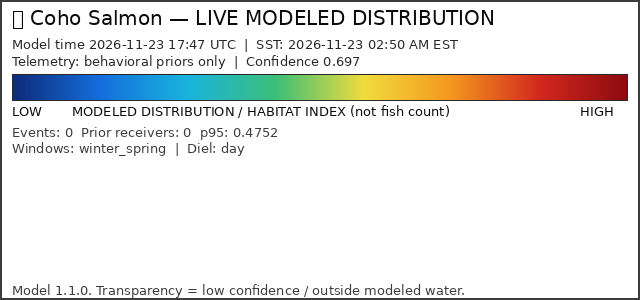 Coho Salmon — LIVE MODELED DISTRIBUTION
Model time 2026-11-23 17:47 UTC | SST: 2026-11-23 02:50 AM EST
Telemetry: behavioral priors only | Confidence 0.697
LOW MODELED DISTRIBUTION / HABITAT INDEX (not fish count) HIGH
Events: 0 Prior receivers: 0 p95: 0.4752
Windows: winter_spring | Diel: day
Model 1.1.0. Transparency = low confidence / outside modeled water.